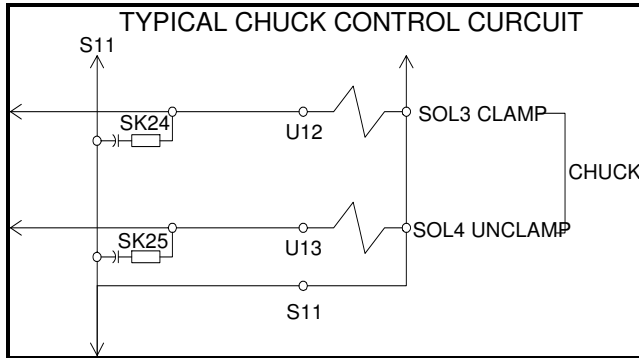 TYPICAL CHUCK CONTROL CURCUIT
S11
SK24
U12
SOL3 CLAMP
CHUCK
SK25
U13
SOL4 UNCLAMP
S11